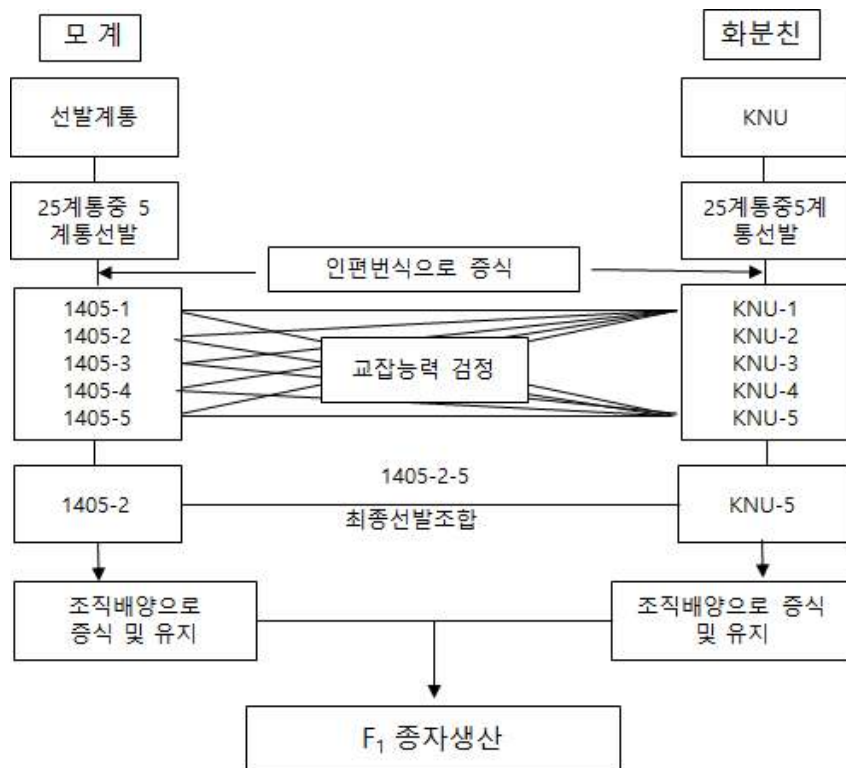 모 계
화분친
선발계통
KNU
25계통중 5
계통선발
25계통중5계
통선발
인편번식으로 증식
1405-1
1405-2
1405-3
1405-4
1405-5
교잡능력 검정
KNU-1
KNU-2
KNU-3
KNU-4
KNU-5
1405-2
1405-2-5
최종선발조합
KNU-5
조직배양으로
증식 및 유지
조직배양으로 증식
및 유지
F₁ 종자생산